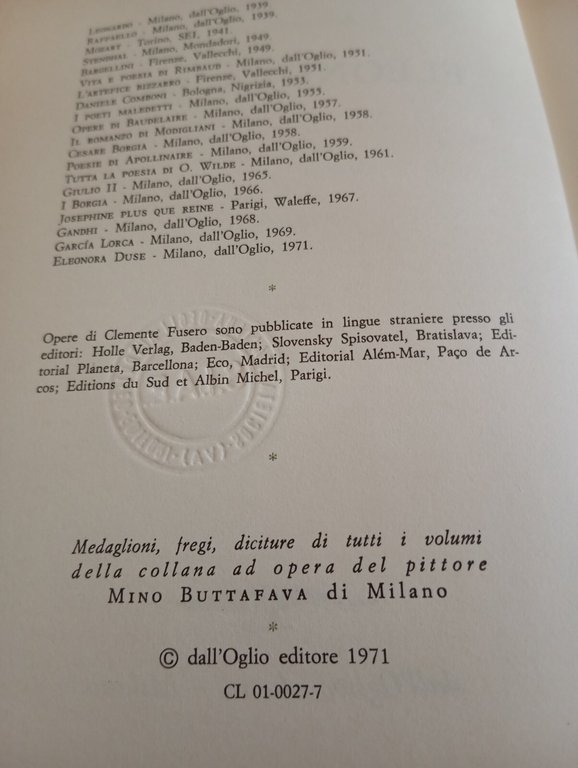 LEONARDO - Milano, dall'Oglio, 1939.
RAFFAELLO - Milano, dall'Oglio, 1939.
MOZART - Torino, SEI, 1941.
STENDHAL - Milano, Mondadori, 1949.
BARGELLINI - Firenze, Vallecchi, 1949.
VITA E POESIA DI RIMBAUD - Milano, dall'Oglio, 1951.
L'ARTEFICE BIZZARRO - Firenze, Vallecchi, 1951.
DANIELE COMBONI - Bologna, Nigrizia, 1953.
I POETI MALEDETTI - Milano, dall'Oglio, 1955.
OPERE DI BAUDELAIRE - Milano, dall'Oglio, 1957.
IL ROMANZO DI MODIGLIANI - Milano, dall'Oglio, 1958.
CESARE BORGIA - Milano, dall'Oglio, 1958.
POESIE DI APOLLINAIRE - Milano, dall'Oglio, 1959.
TUTTA LA POESIA DI O. WILDE - Milano, dall'Oglio, 1961.
GIULIO II - Milano, dall'Oglio, 1965.
I BORGIA - Milano, dall'Oglio, 1966.
JOSEPHINE PLUS QUE REINE - Parigi, Waleffe, 1967.
GANDHI - Milano, dall'Oglio, 1968.
GARCÍA LORCA - Milano, dall'Oglio, 1969.
ELEONORA DUSE - Milano, dall'Oglio, 1971.
*
Opere di Clemente Fusero sono pubblicate in lingue straniere presso gli
editori: Holle Verlag, Baden-Baden; Slovensky Spisovatel, Bratislava; Edi-
torial Planeta, Barcellona; Eco, Madrid; Editorial Além-Mar, Paço de Ar-
cos; Editions du Sud et Albin Michel, Parigi.
*
Medaglioni, fregi, diciture di tutti i volumi
della collana ad opera del pittore
MINO BUTTAFAVA di Milano
*
© dall'Oglio editore 1971
CL 01-0027-7